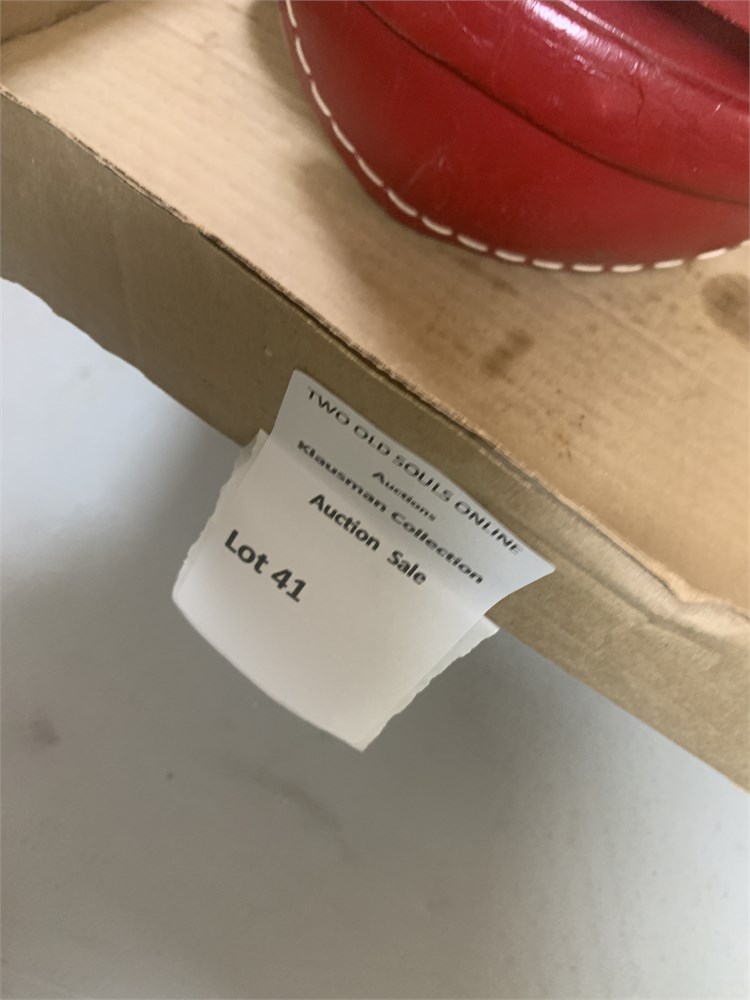 TWO OLD SOULS ONLINE
Auctions
Klausman Collection
Auction Sale
Lot 41